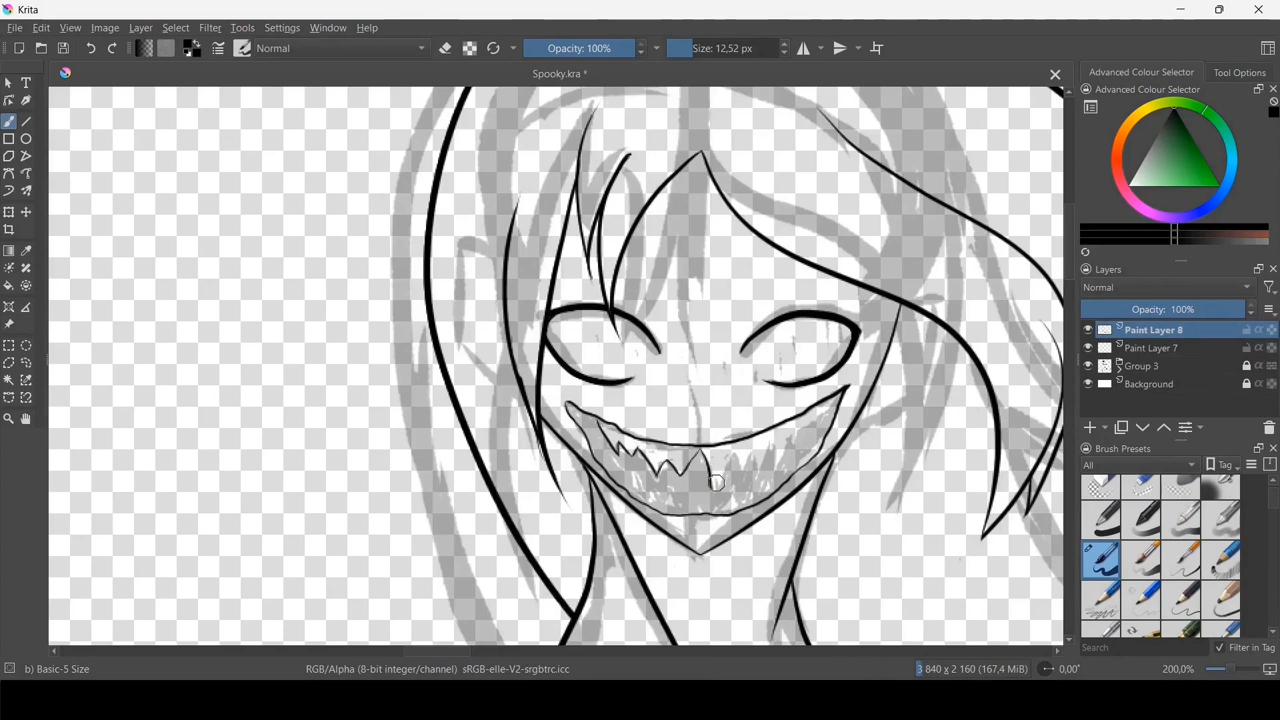 Krita
File Edit View Image Layer Select Filter Tools Settings Window Help
Normal Opacity: 100% Size: 12,52 px
Spooky.kra *
Advanced Colour Selector Tool Options
Advanced Colour Selector
Layers
Normal
Opacity: 100%
Paint Layer 8
Paint Layer 7
Group 3
Background
Brush Presets
All Tag
Search Filter in Tag
b) Basic-5 Size RGB/Alpha (8-bit integer/channel) sRGB-elle-V2-srgbtrc.icc 3 840 x 2 160 (167,4 MiB) 0,00° 200,0%